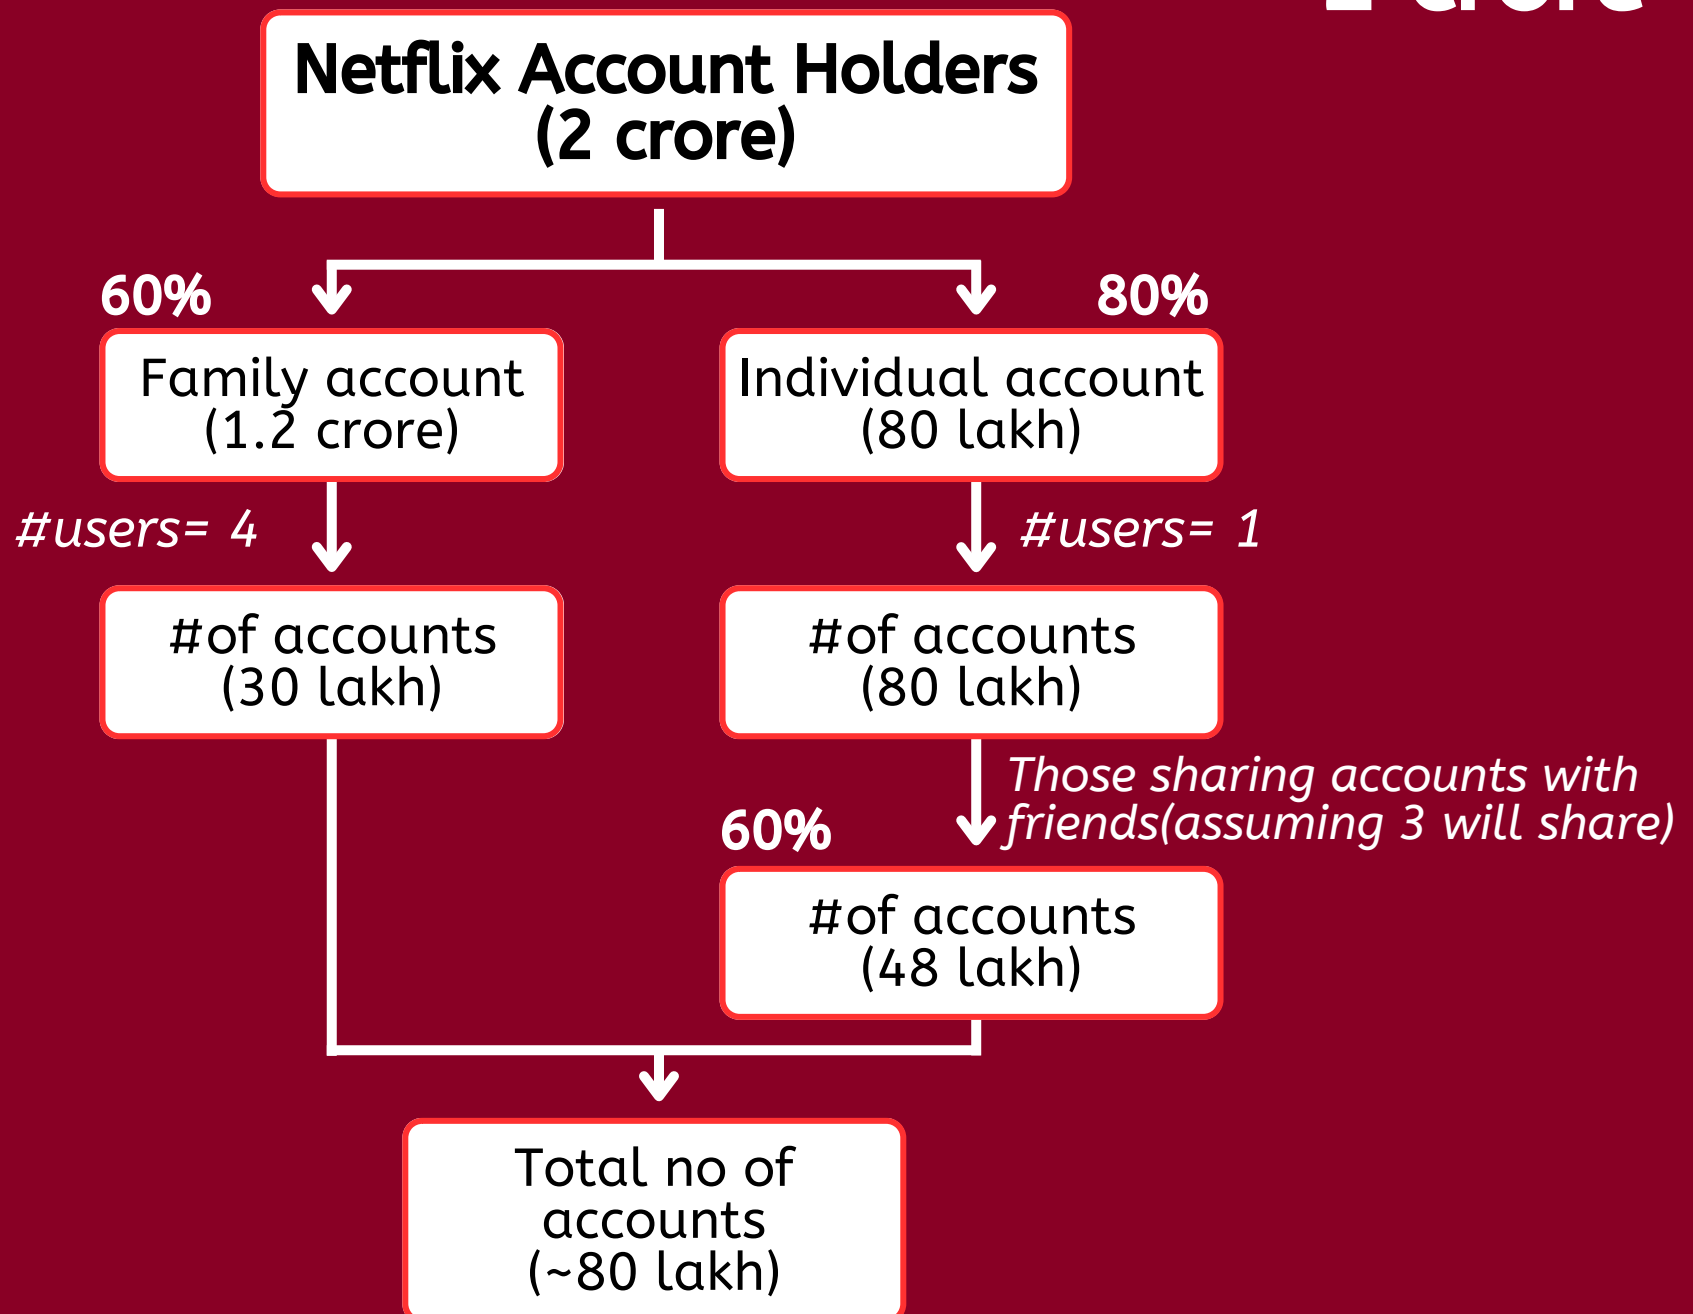 Netflix Account Holders
(2 crore)
60%
80%
Family account
(1.2 crore)
Individual account
(80 lakh)
#users= 4
#users= 1
#of accounts
(30 lakh)
#of accounts
(80 lakh)
Those sharing accounts with
friends(assuming 3 will share)
60%
#of accounts
(48 lakh)
Total no of
accounts
(~80 lakh)